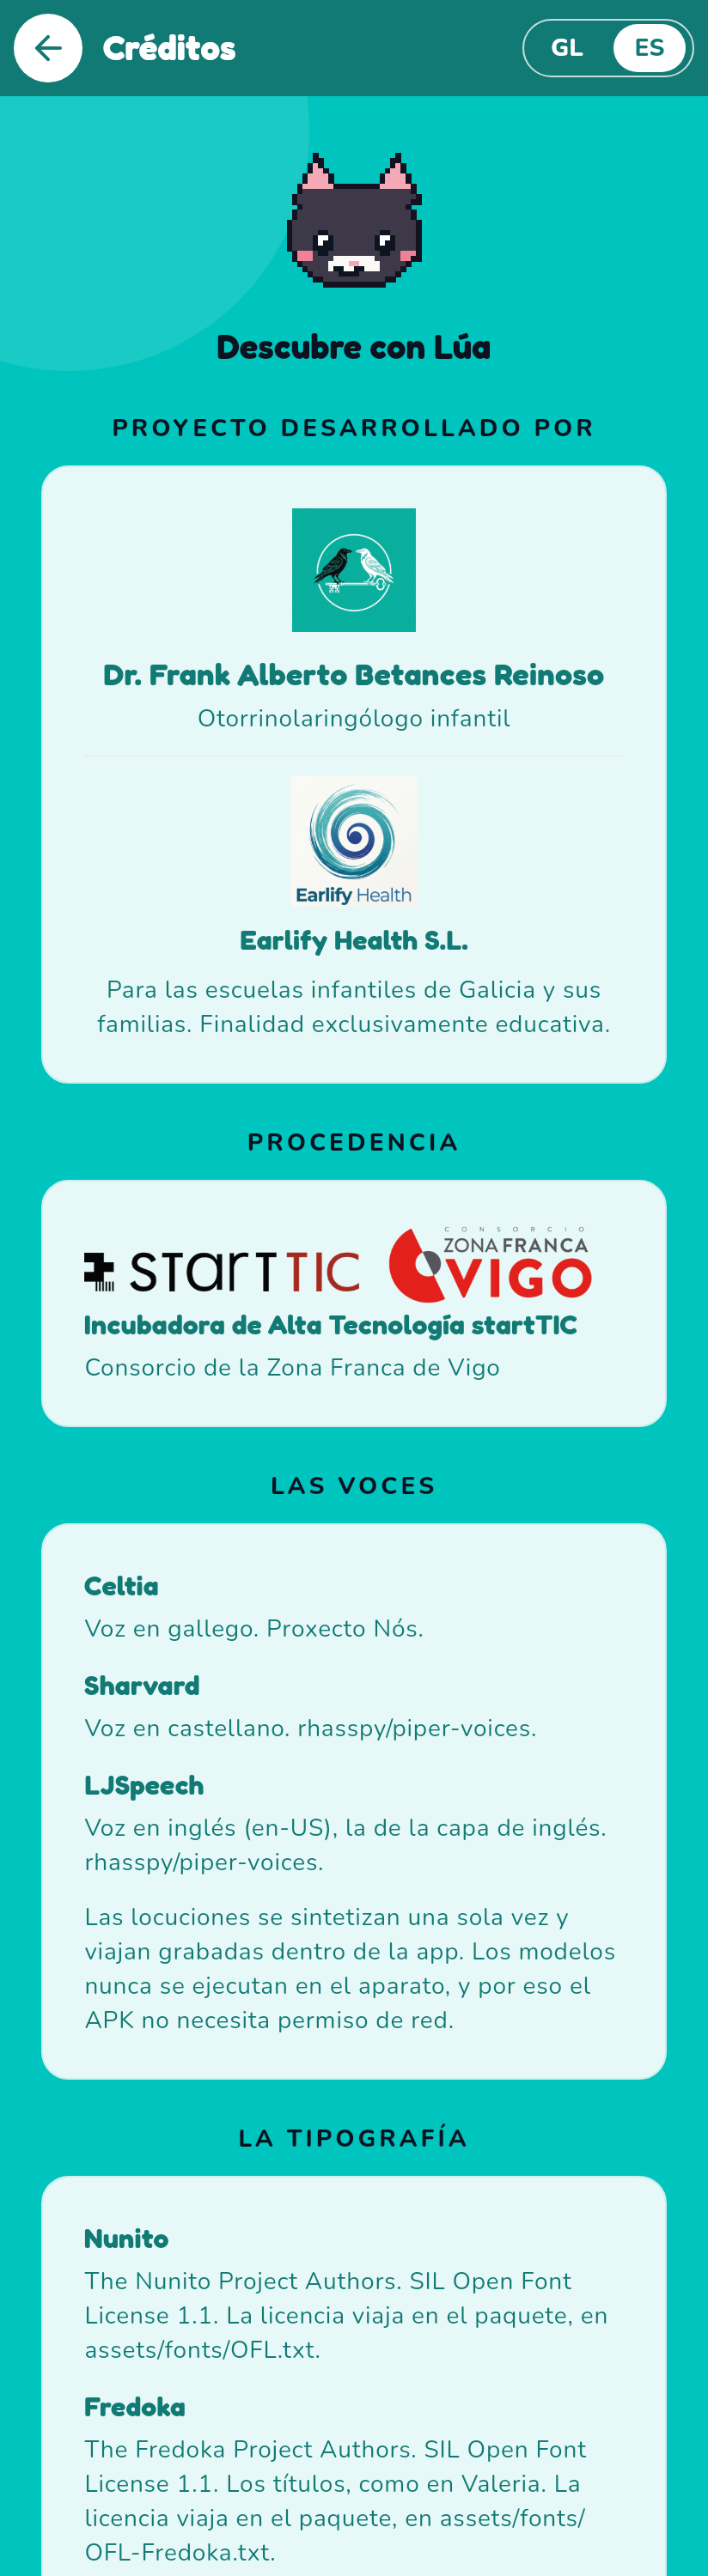 Créditos
GL
ES
Descubre con Lúa
PROYECTO DESARROLLADO POR
Dr. Frank Alberto Betances Reinoso
Otorrinolaringólogo infantil
Earlify Health
Earlify Health S.L.
Para las escuelas infantiles de Galicia y sus
familias. Finalidad exclusivamente educativa.
PROCEDENCIA
startTIC
CONSORCIO
ZONA FRANCA
VIGO
Incubadora de Alta Tecnología startTIC
Consorcio de la Zona Franca de Vigo
LAS VOCES
Celtia
Voz en gallego. Proxecto Nós.
Sharvard
Voz en castellano. rhasspy/piper-voices.
LJSpeech
Voz en inglés (en-US), la de la capa de inglés.
rhasspy/piper-voices.
Las locuciones se sintetizan una sola vez y
viajan grabadas dentro de la app. Los modelos
nunca se ejecutan en el aparato, y por eso el
APK no necesita permiso de red.
LA TIPOGRAFÍA
Nunito
The Nunito Project Authors. SIL Open Font
License 1.1. La licencia viaja en el paquete, en
assets/fonts/OFL.txt.
Fredoka
The Fredoka Project Authors. SIL Open Font
License 1.1. Los títulos, como en Valeria. La
licencia viaja en el paquete, en assets/fonts/
OFL-Fredoka.txt.